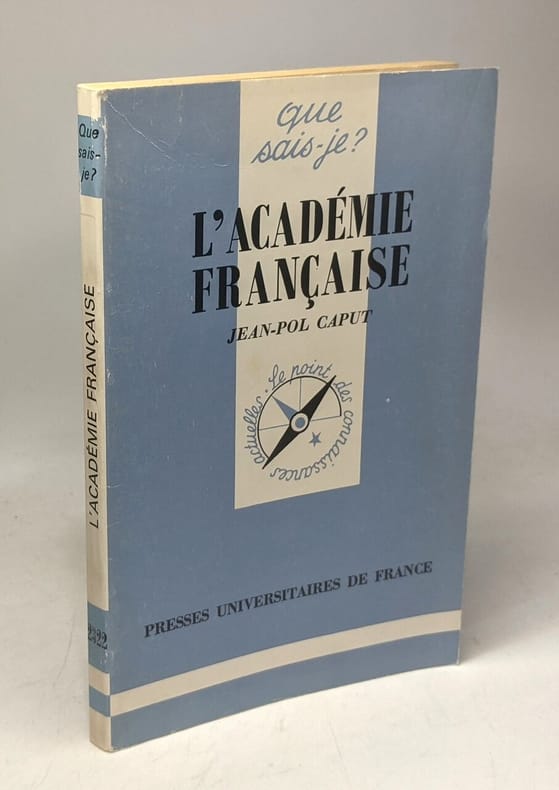 que
sais-je?
L'ACADÉMIE
FRANÇAISE
JEAN-POL CAPUT
le point des connaissances actuelles.
PRESSES UNIVERSITAIRES DE FRANCE
Que
sais-
je?
L'ACADÉMIE FRANÇAISE
2322